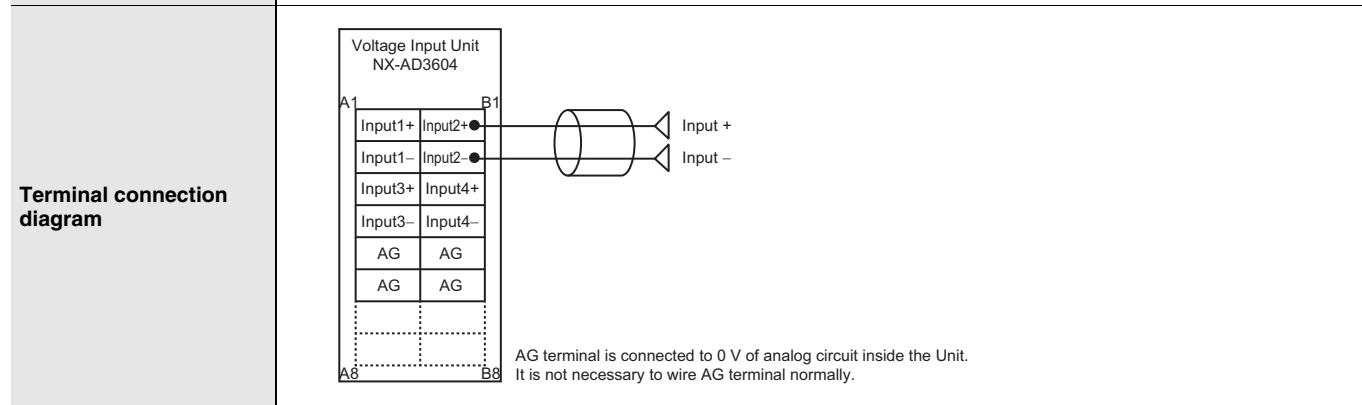 Terminal connection
diagram
Voltage Input Unit
NX-AD3604
A1 B1
Input1+ Input2+ Input +
Input1– Input2– Input –
Input3+ Input4+
Input3– Input4–
AG AG
AG AG
A8 B8
AG terminal is connected to 0 V of analog circuit inside the Unit.
It is not necessary to wire AG terminal normally.